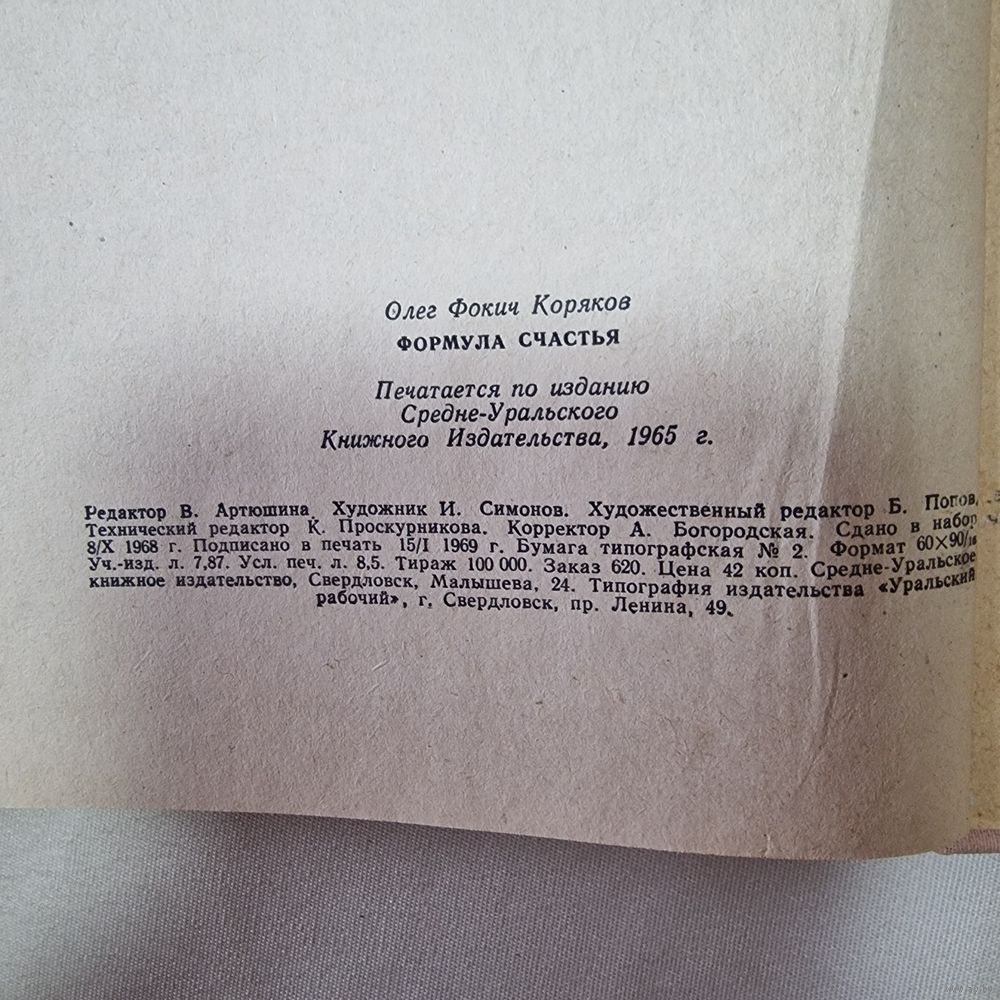 Олег Фокич Коряков
ФОРМУЛА СЧАСТЬЯ
Печатается по изданию
Средне-Уральского
Книжного Издательства, 1965 г.
Редактор В. Артюшина. Художник И. Симонов. Художественный редактор Б. Попов.
Технический редактор К. Проскурникова. Корректор А. Богородская. Сдано в набор
8/X 1968 г. Подписано в печать 15/I 1969 г. Бумага типографская № 2. Формат 60×90/16
Уч.-изд. л. 7,87. Усл. печ. л. 8,5. Тираж 100 000. Заказ 620. Цена 42 коп. Средне-Уральское
книжное издательство, Свердловск, Малышева, 24. Типография издательства «Уральский
рабочий», г. Свердловск, пр. Ленина, 49.